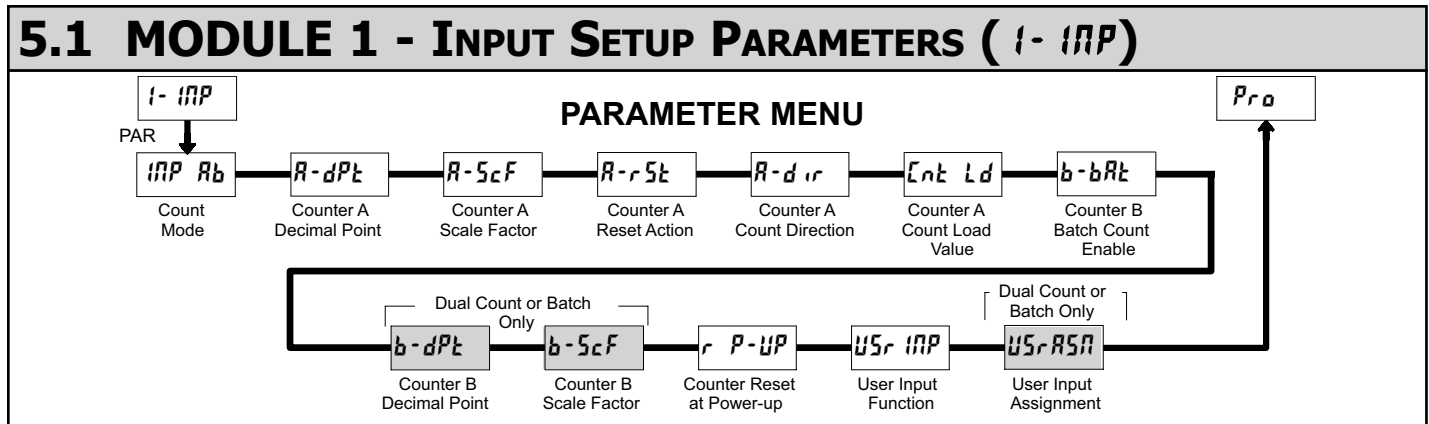 5.1 MODULE 1 - INPUT SETUP PARAMETERS (1-INP)
1-INP
PARAMETER MENU
Pro
PAR
INP Ab
A-dPt
A-ScF
A-rSt
A-dir
Cnt Ld
b-bAt
Count
Mode
Counter A
Decimal Point
Counter A
Scale Factor
Counter A
Reset Action
Counter A
Count Direction
Counter A
Count Load
Value
Counter B
Batch Count
Enable
Dual Count or Batch
Only
Dual Count or
Batch Only
b-dPt
b-ScF
r P-UP
USr INP
USrASN
Counter B
Decimal Point
Counter B
Scale Factor
Counter Reset
at Power-up
User Input
Function
User Input
Assignment